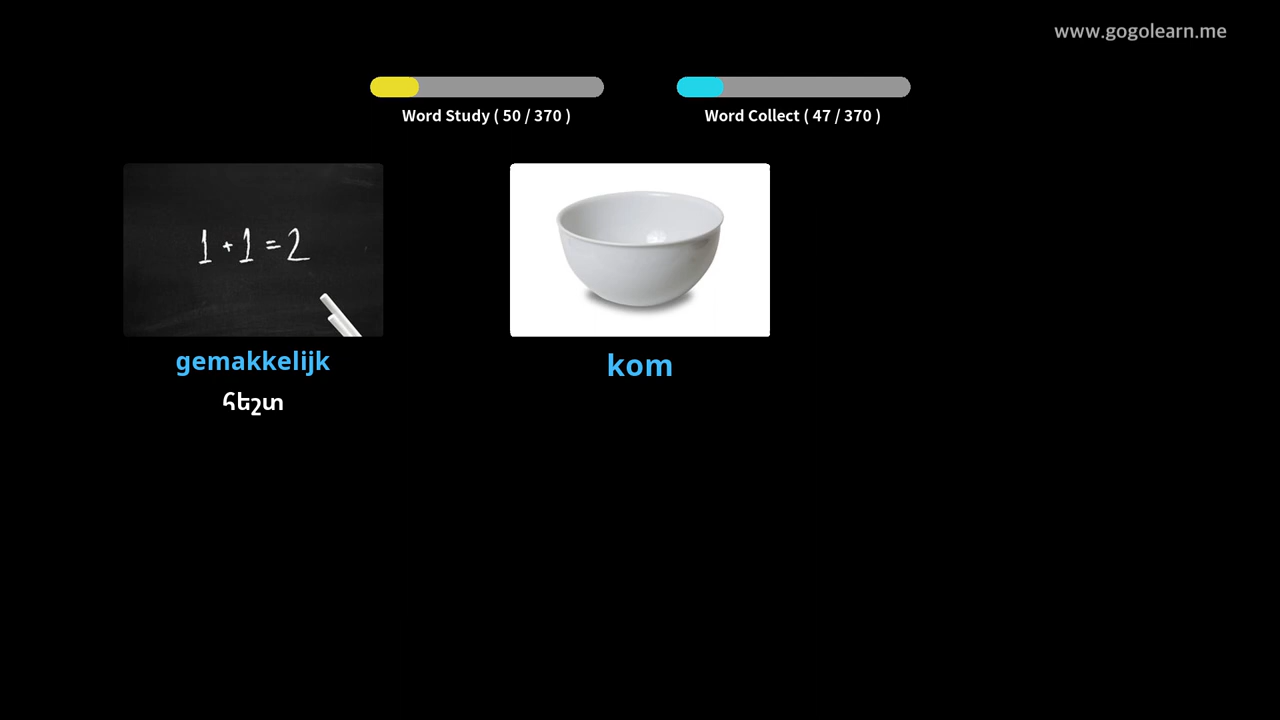 www.gogolearn.me
Word Study ( 50 / 370 )
Word Collect ( 47 / 370 )
1 + 1 = 2
gemakkelijk
հեշտ
kom